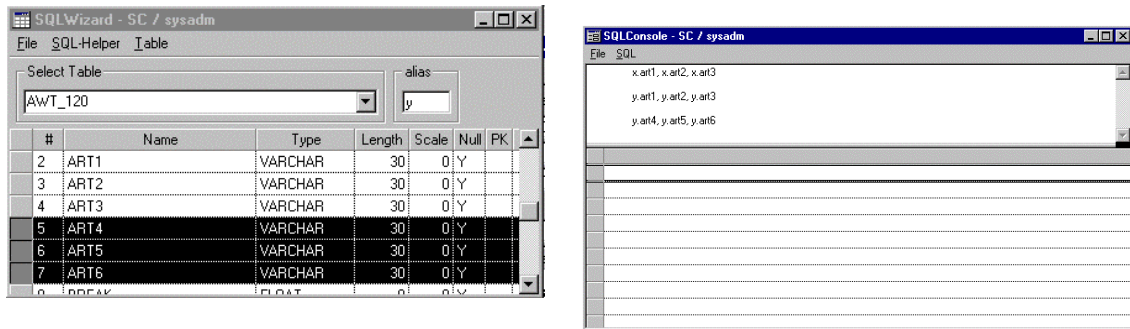 SQLWizard - SC / sysadm
File SQL-Helper Table
Select Table alias
AWT_120 y
# Name Type Length Scale Null PK
2 ART1 VARCHAR 30 0 Y
3 ART2 VARCHAR 30 0 Y
4 ART3 VARCHAR 30 0 Y
5 ART4 VARCHAR 30 0 Y
6 ART5 VARCHAR 30 0 Y
7 ART6 VARCHAR 30 0 Y
BREAK FLOAT 0 Y
SQLConsole - SC / sysadm
File SQL
x.art1, x.art2, x.art3
y.art1, y.art2, y.art3
y.art4, y.art5, y.art6